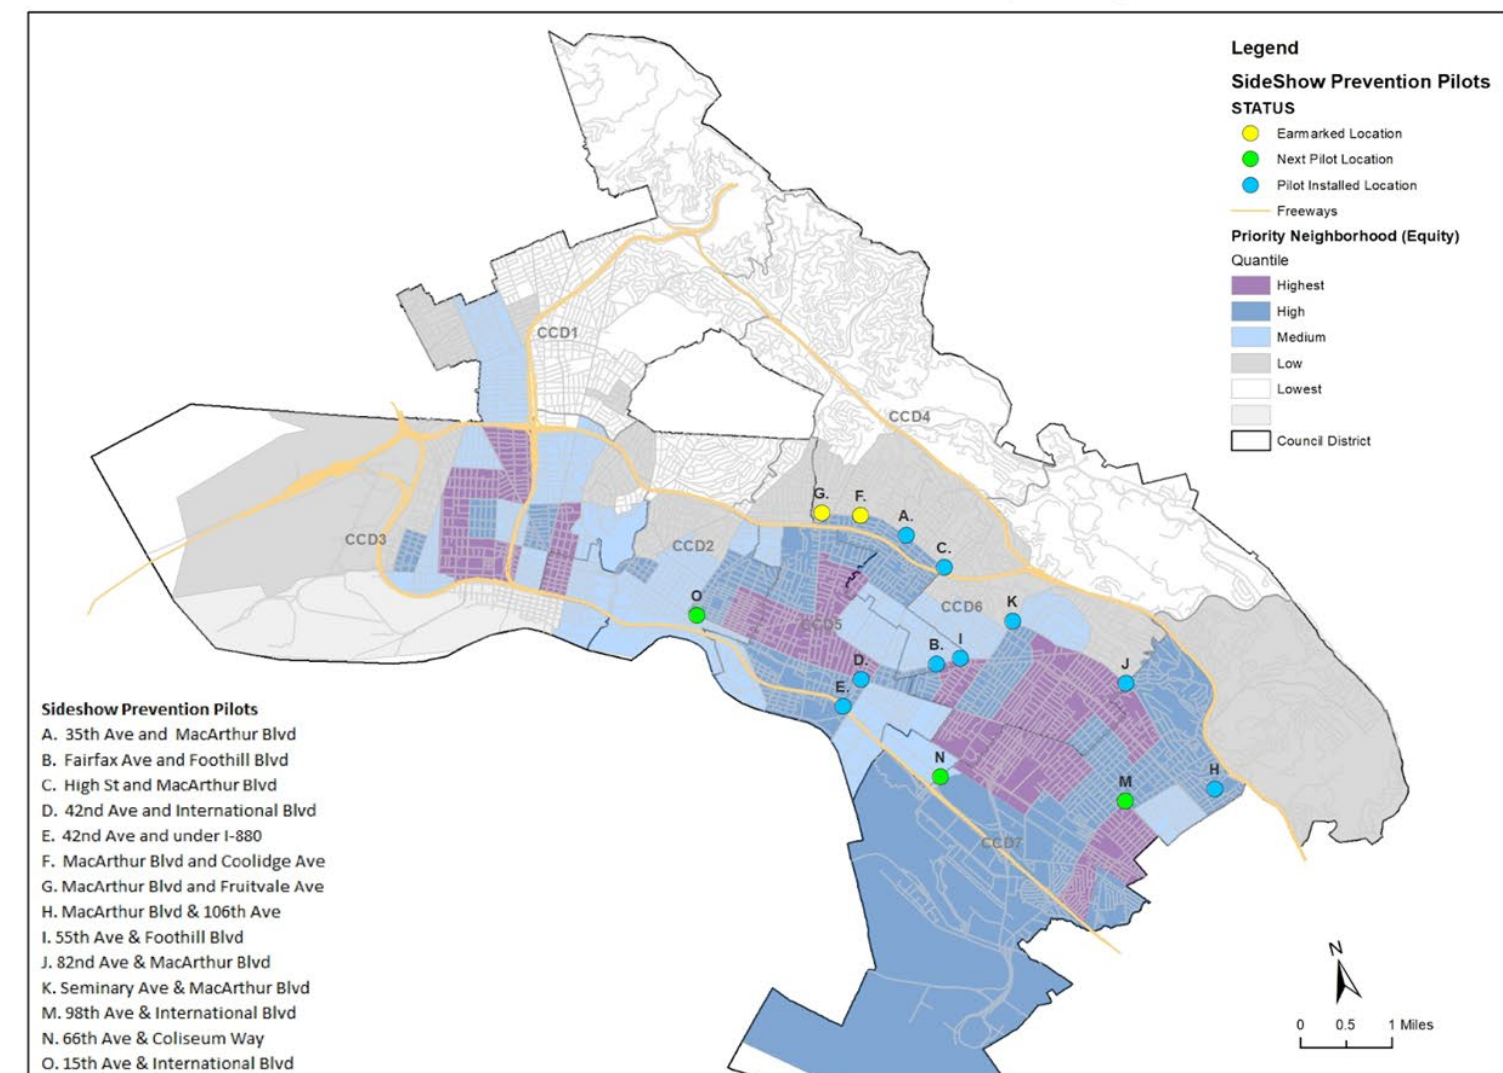 Legend
SideShow Prevention Pilots
STATUS
Earmarked Location
Next Pilot Location
Pilot Installed Location
Freeways
Priority Neighborhood (Equity)
Quantile
Highest
High
Medium
Low
Lowest
Council District
CCD1
CCD4
G.
F.
A.
CCD3
CCD2
C.
O
K
CCD6
CCD5
B.
I
D.
J
E.
N
H
M
CCD7
Sideshow Prevention Pilots
A. 35th Ave and MacArthur Blvd
B. Fairfax Ave and Foothill Blvd
C. High St and MacArthur Blvd
D. 42nd Ave and International Blvd
E. 42nd Ave and under I-880
F. MacArthur Blvd and Coolidge Ave
G. MacArthur Blvd and Fruitvale Ave
H. MacArthur Blvd & 106th Ave
I. 55th Ave & Foothill Blvd
J. 82nd Ave & MacArthur Blvd
K. Seminary Ave & MacArthur Blvd
M. 98th Ave & International Blvd
N. 66th Ave & Coliseum Way
O. 15th Ave & International Blvd
N
0 0.5 1 Miles